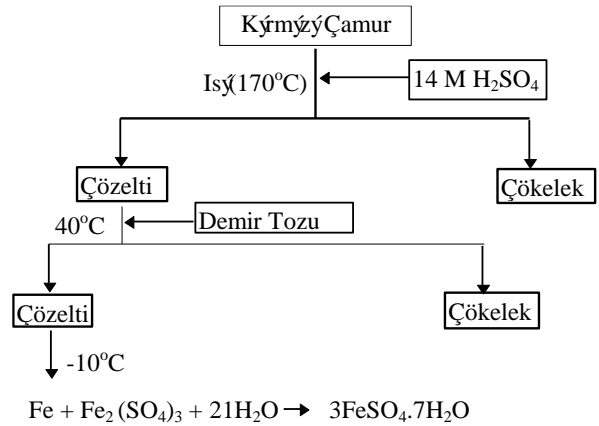 KýrmýzýÇamur
Isý(170°C)
14 M H₂SO₄
Çözelti
Çökelek
40°C
Demir Tozu
Çözelti
Çökelek
-10°C
Fe + Fe₂ (SO₄)₃ + 21H₂O → 3FeSO₄.7H₂O